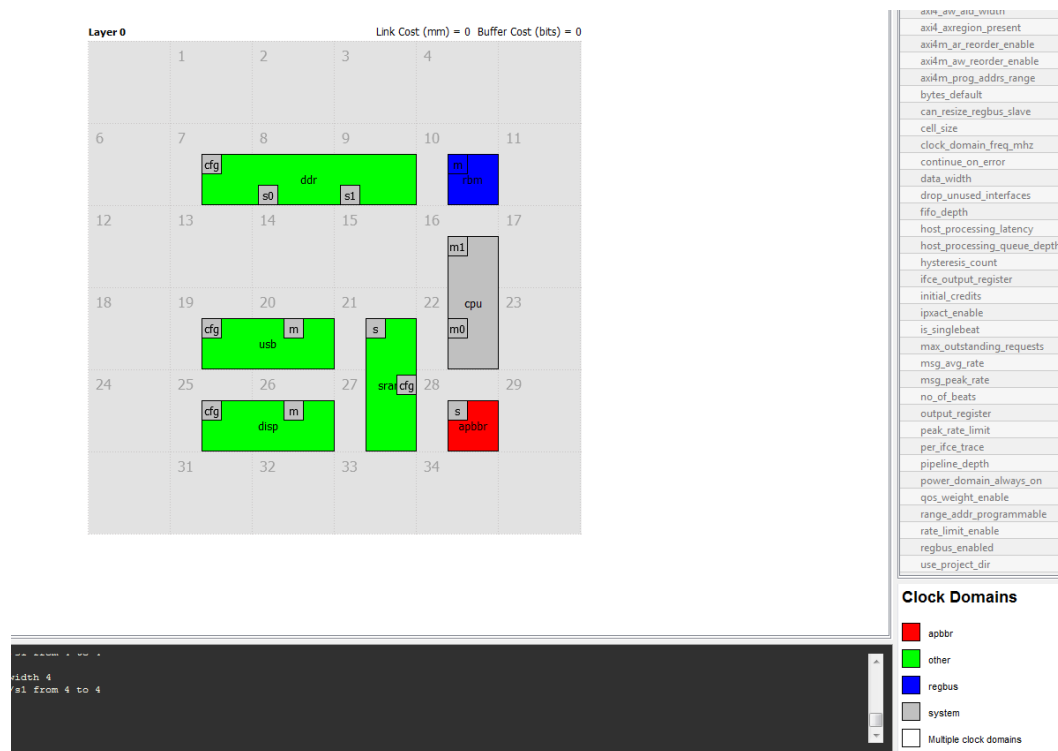 Layer 0
Link Cost (mm) = 0 Buffer Cost (bits) = 0
1 2 3 4
6 7 8 9 10 11
cfg ddr m rbm
s0 s1
12 13 14 15 16 17
m1
18 19 20 21 22 23
cpu
cfg m s m0
usb
24 25 26 27 28 29
cfg
cfg m s
disp apbbr
31 32 33 34
axi4_aw_aid_width
axi4_axregion_present
axi4m_ar_reorder_enable
axi4m_aw_reorder_enable
axi4m_prog_addrs_range
bytes_default
can_resize_regbus_slave
cell_size
clock_domain_freq_mhz
continue_on_error
data_width
drop_unused_interfaces
fifo_depth
host_processing_latency
host_processing_queue_depth
hysteresis_count
ifce_output_register
initial_credits
ipxact_enable
is_singlebeat
max_outstanding_requests
msg_avg_rate
msg_peak_rate
no_of_beats
output_register
peak_rate_limit
per_ifce_trace
pipeline_depth
power_domain_always_on
qos_weight_enable
range_addr_programmable
rate_limit_enable
regbus_enabled
use_project_dir
Clock Domains
apbbr
other
regbus
system
Multiple clock domains
width 4
/s1 from 4 to 4